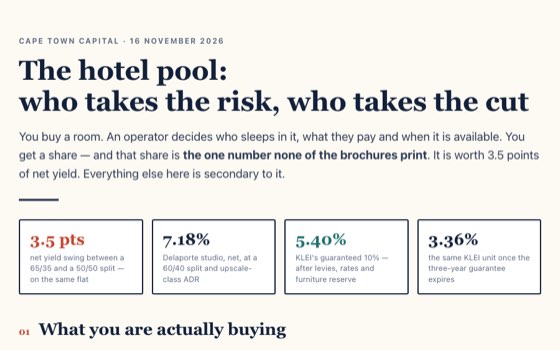 CAPE TOWN CAPITAL · 16 NOVEMBER 2026
The hotel pool:
who takes the risk, who takes the cut
You buy a room. An operator decides who sleeps in it, what they pay and when it is available. You
get a share — and that share is the one number none of the brochures print. It is worth 3.5 points
of net yield. Everything else here is secondary to it.
3.5 pts
net yield swing between a
65/35 and a 50/50 split —
on the same flat
7.18%
Delaporte studio, net, at a
60/40 split and upscale-
class ADR
5.40%
KLEI's guaranteed 10% —
after levies, rates and
furniture reserve
3.36%
the same KLEI unit once the
three-year guarantee
expires
01 What you are actually buying